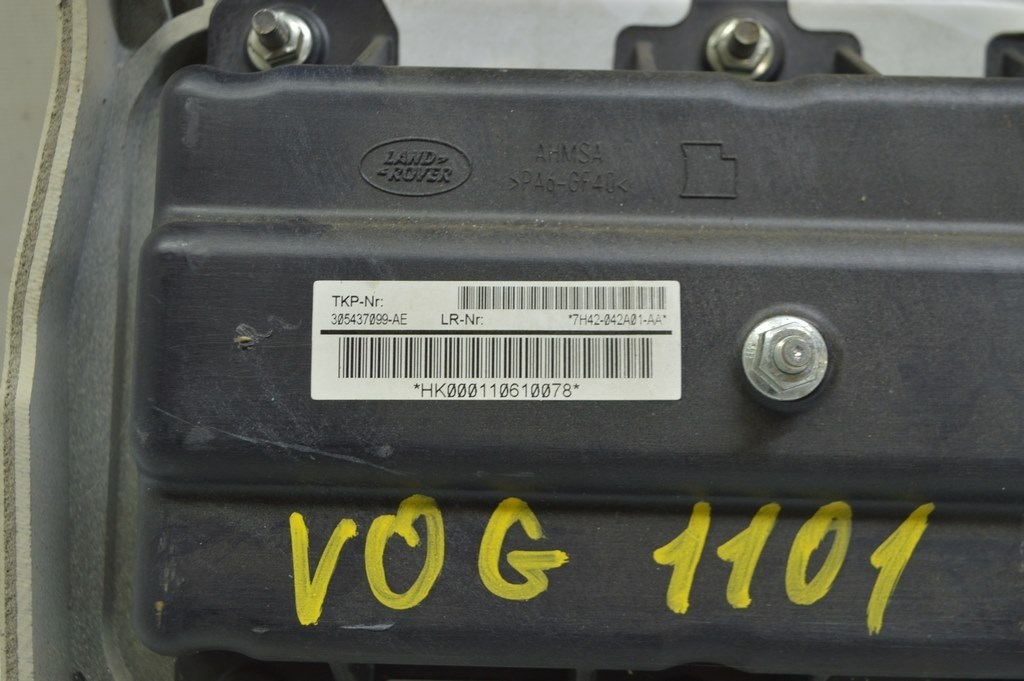 LAND ROVER
AHMSA
>PA6-GF40<
TKP-Nr:
305437099-AE LR-Nr: *7H42-042A01-AA*
*HK000110610078*
VOG 1101